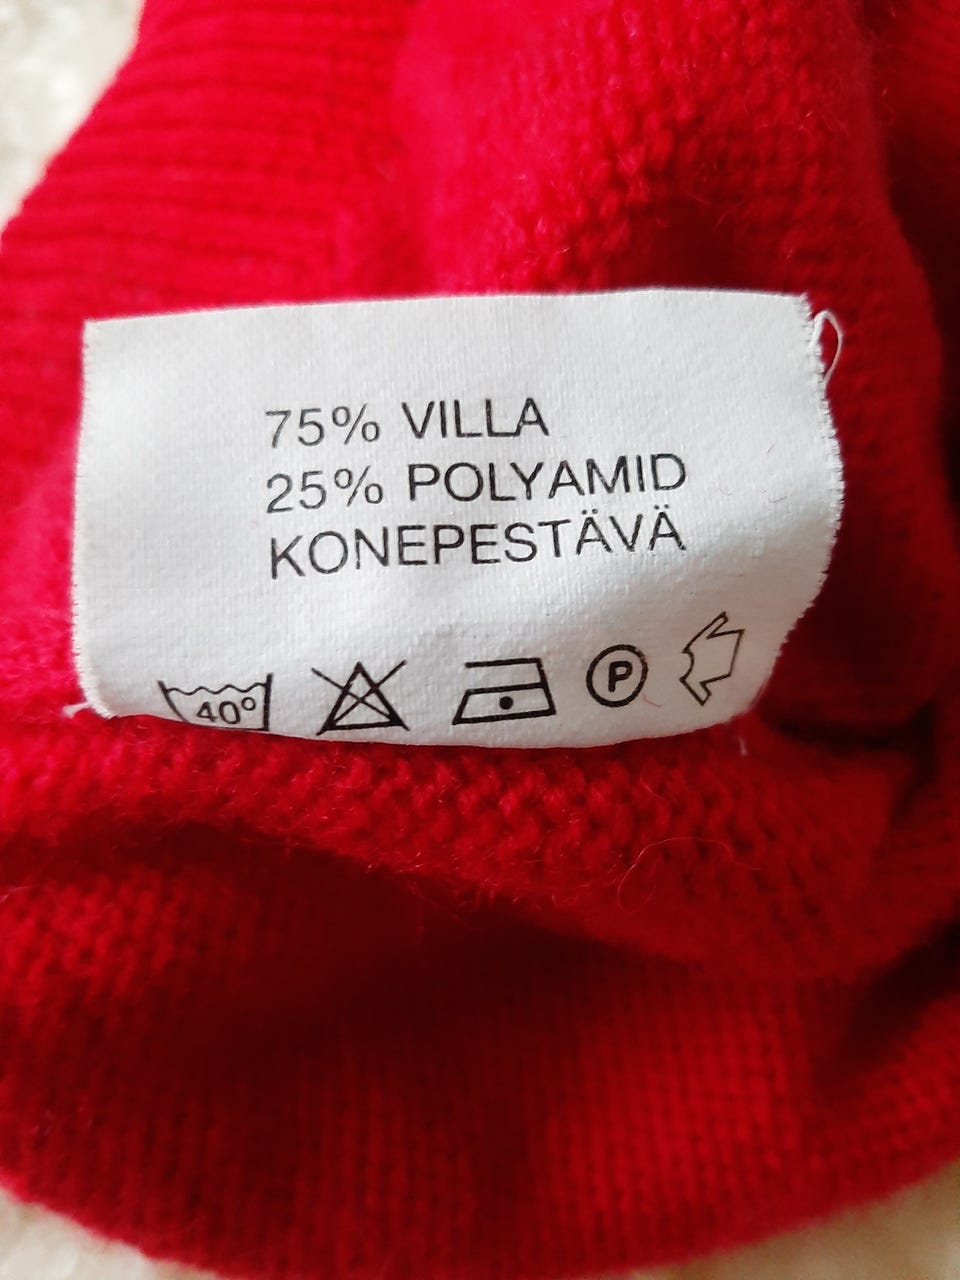 75% VILLA
25% POLYAMID
KONEPESTÄVÄ
40° P